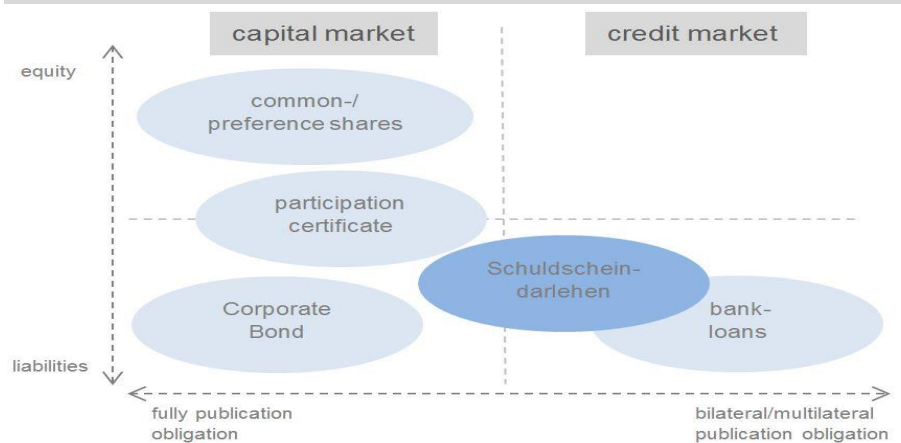 capital market
credit market
equity
common-/
preference shares
participation
certificate
Schuldschein-
darlehen
Corporate
Bond
bank-
loans
liabilities
fully publication
obligation
bilateral/multilateral
publication obligation